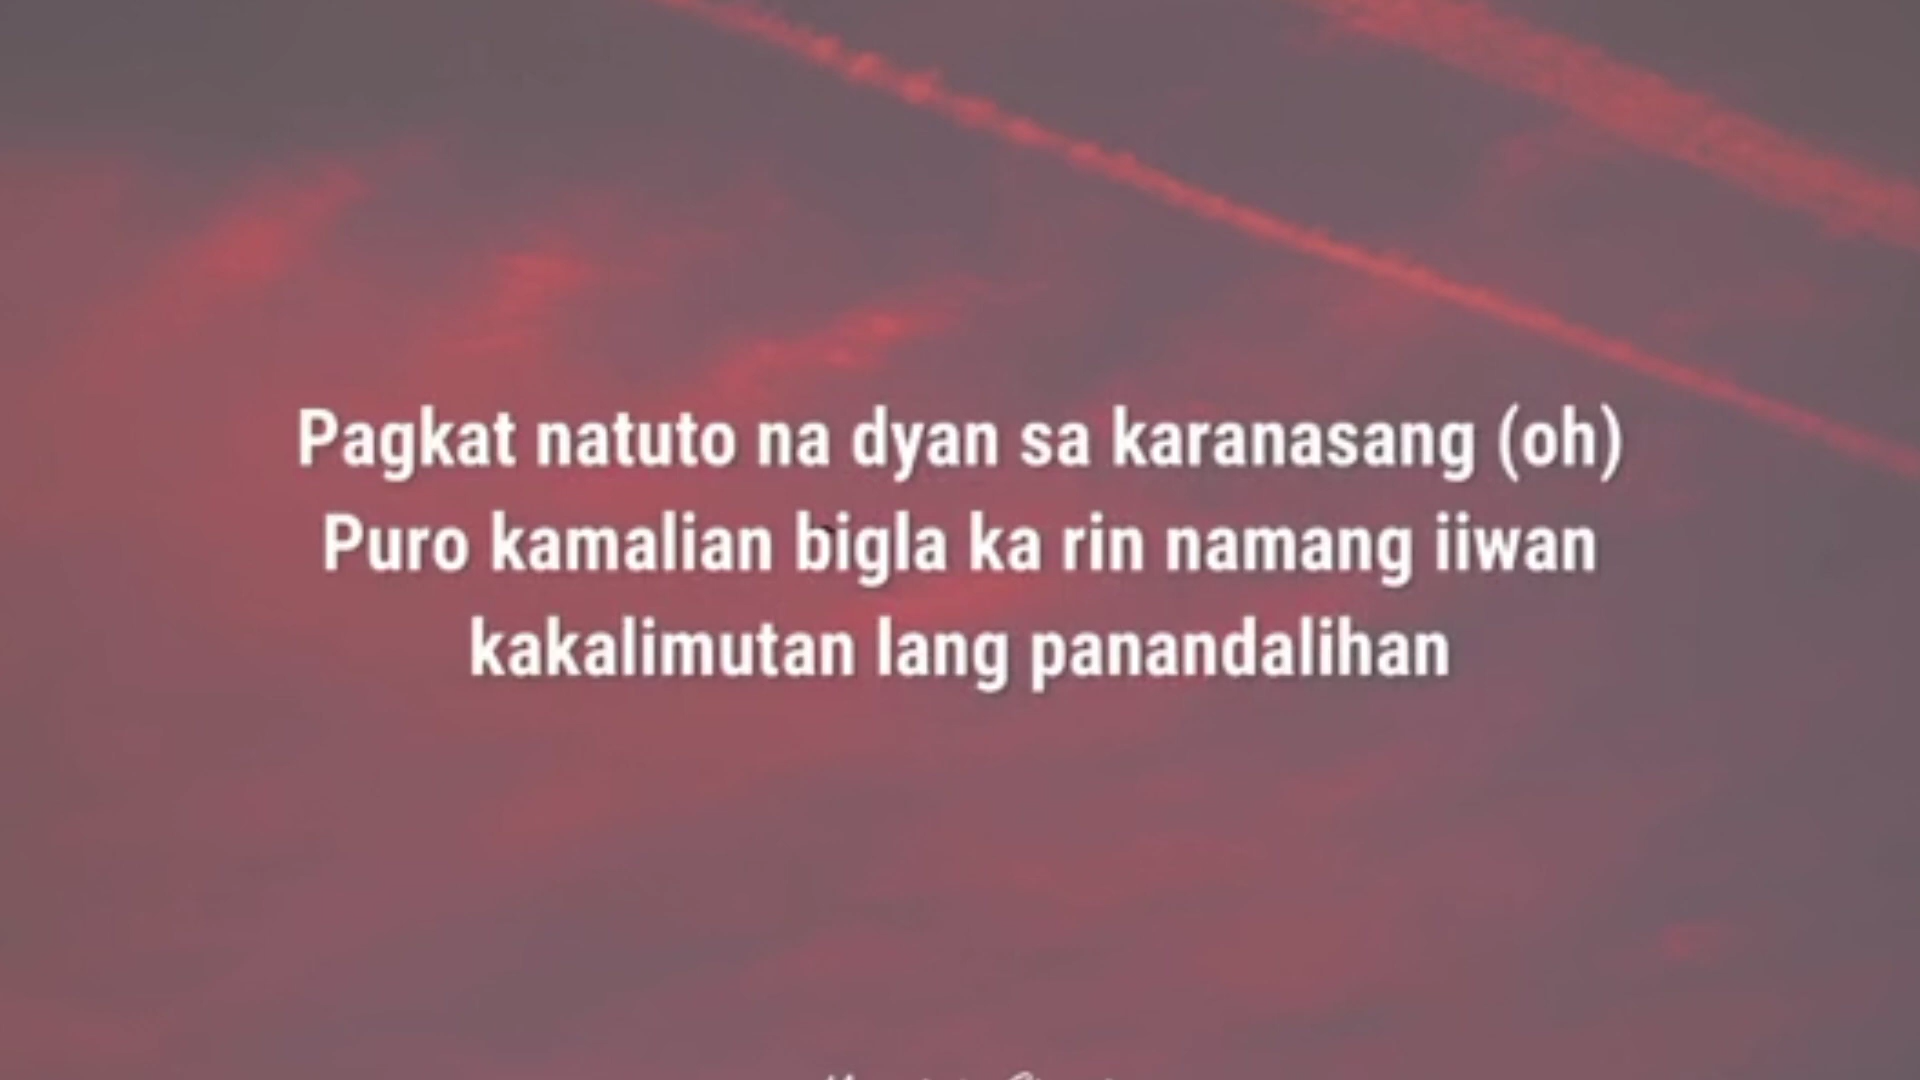 Pagkat natuto na dyan sa karanasang (oh)
Puro kamalian bigla ka rin namang iiwan
kakalimutan lang panandalihan